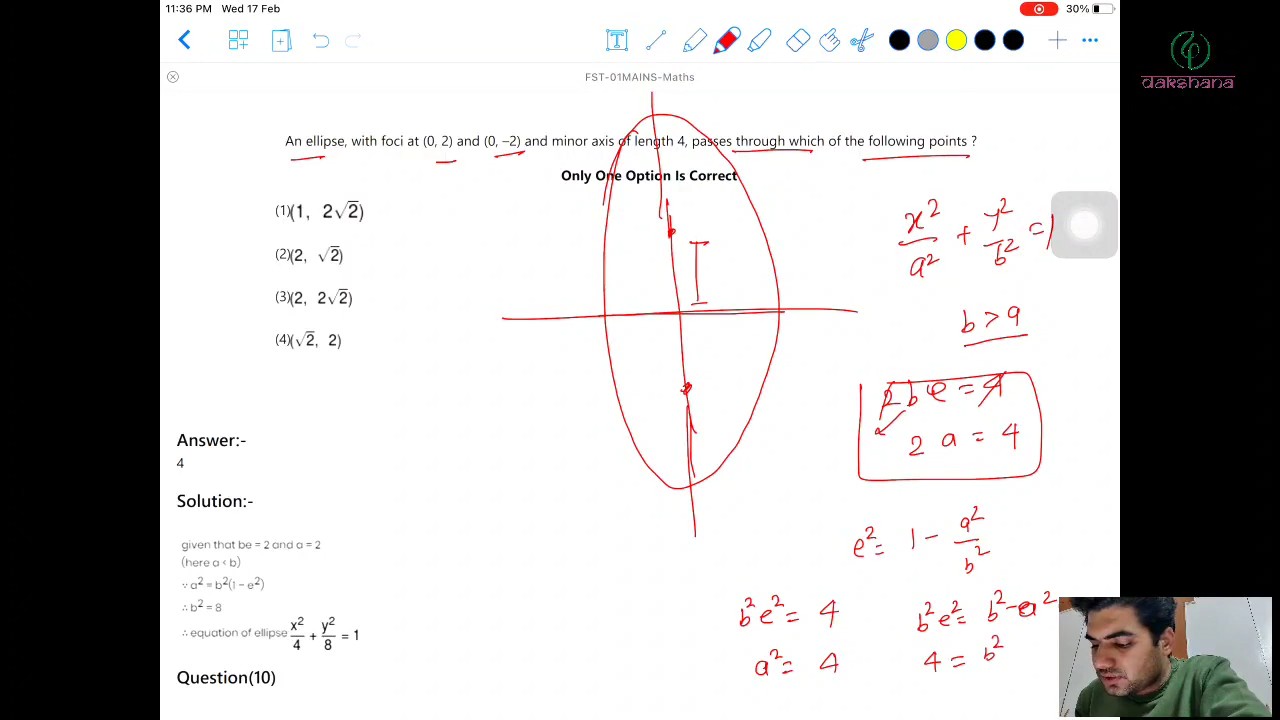 11:36 PM Wed 17 Feb
30%
T
dakshana
FST-01MAINS-Maths
An ellipse, with foci at (0, 2) and (0, –2) and minor axis of length 4, passes through which of the following points ?
Only One Option Is Correct
(1)(1, 2√2)
(2)(2, √2)
(3)(2, 2√2)
(4)(√2, 2)
x²/a² + y²/b² = 1
b > a
2be = 4
2a = 4
e² = 1 - a²/b²
b²e² = 4
b²e² = b² - a²
a² = 4
4 = b²
Answer:-
4
Solution:-
given that be = 2 and a = 2
(here a < b)
∵ a² = b²(1 – e²)
∴ b² = 8
∴ equation of ellipse x²/4 + y²/8 = 1
Question(10)